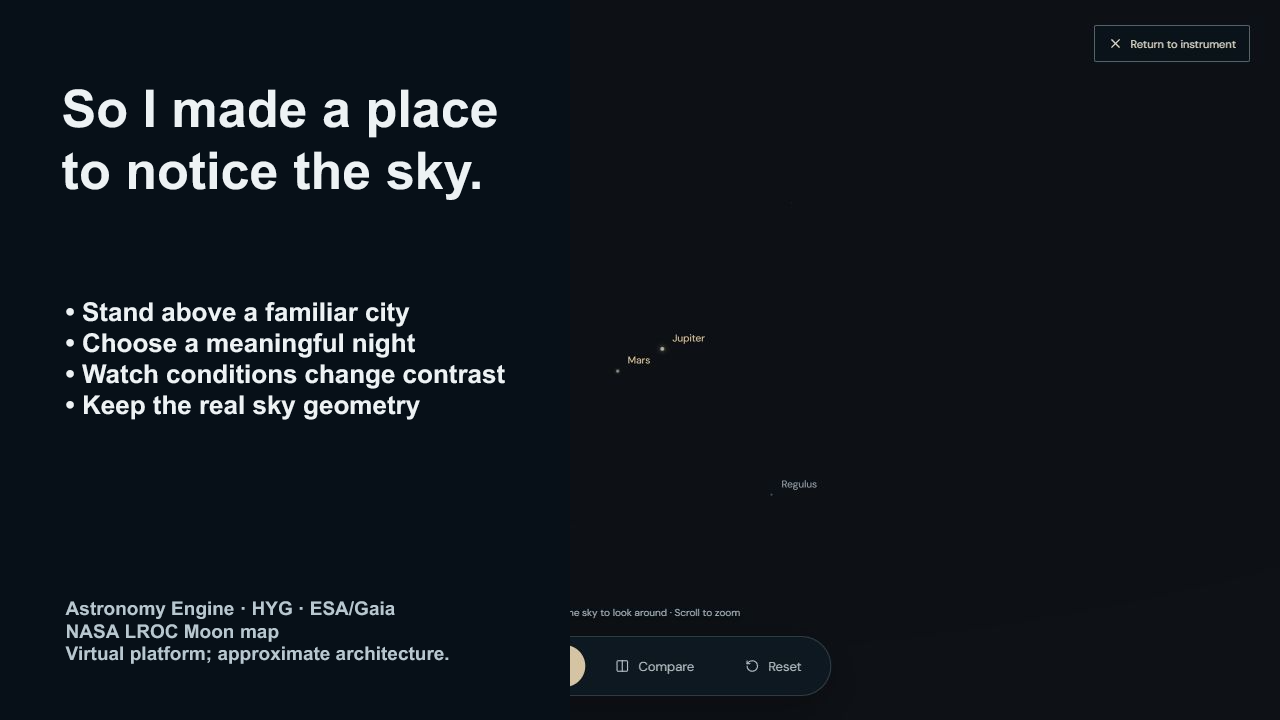 So I made a place
to notice the sky.
• Stand above a familiar city
• Choose a meaningful night
• Watch conditions change contrast
• Keep the real sky geometry
Astronomy Engine · HYG · ESA/Gaia
NASA LROC Moon map
Virtual platform; approximate architecture.
Return to instrument
Jupiter
Mars
Regulus
sky to look around · Scroll to zoom
Compare
Reset